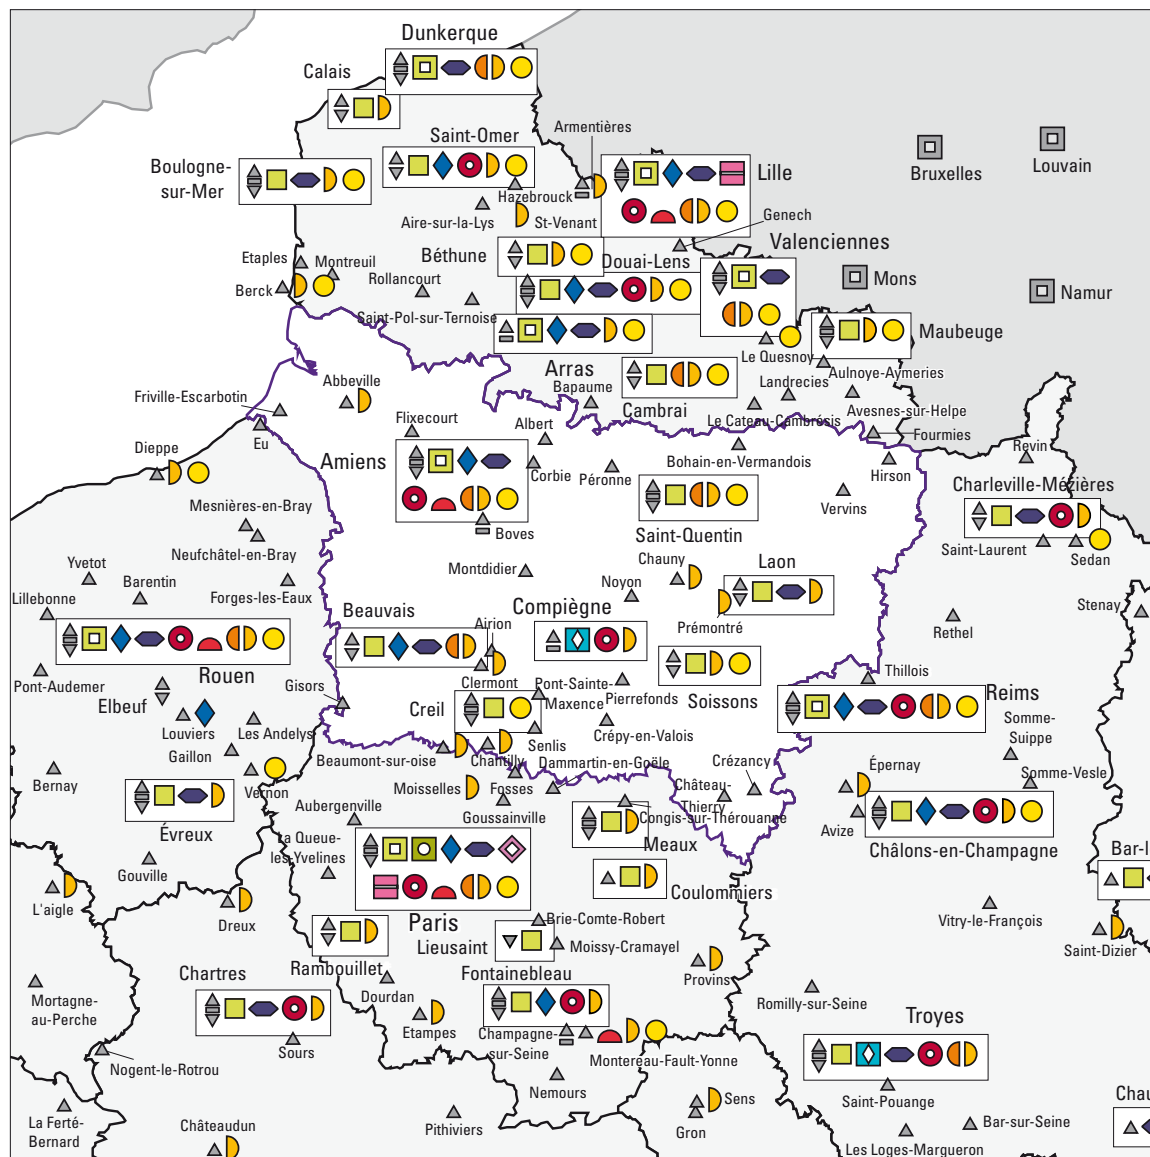 Dunkerque
Calais
Saint-Omer
Armentières
Bruxelles
Louvain
Boulogne-
sur-Mer
Lille
Hazebrouck
Aire-sur-la-Lys
St-Venant
Genech
Béthune
Valenciennes
Etaples
Montreuil
Douai-Lens
Rollancourt
Berck
Mons
Namur
Saint-Pol-sur-Ternoise
Maubeuge
Le Quesnoy
Arras
Aulnoye-Aymeries
Abbeville
Bapaume
Landrecies
Friville-Escarbotin
Cambrai
Le Cateau-Cambrésis
Avesnes-sur-Helpe
Flixecourt
Albert
Fourmies
Eu
Dieppe
Revin
Amiens
Bohain-en-Vermandois
Hirson
Corbie
Péronne
Charleville-Mézières
Vervins
Mesnières-en-Bray
Boves
Saint-Quentin
Neufchâtel-en-Bray
Saint-Laurent
Sedan
Yvetot
Chauny
Laon
Barentin
Montdidier
Noyon
Lillebonne
Forges-les-Eaux
Beauvais
Airion
Compiègne
Prémontré
Stenay
Rethel
Rouen
Pont-Audemer
Clermont
Pont-Sainte-
Maxence
Pierrefonds
Thillois
Gisors
Elbeuf
Creil
Soissons
Reims
Louviers
Les Andelys
Crépy-en-Valois
Somme-
Suippe
Gaillon
Senlis
Beaumont-sur-oise
Chantilly
Dammartin-en-Goële
Crézancy
Épernay
Bernay
Vernon
Moisselles
Fosses
Château-
Thierry
Somme-Vesle
Aubergenville
Goussainville
Congis-sur-Thérouanne
Avize
Évreux
La Queue-
les-Yvelines
Meaux
Châlons-en-Champagne
Bar-l
Gouville
L'aigle
Coulommiers
Dreux
Paris
Brie-Comte-Robert
Vitry-le-François
Lieusaint
Moissy-Cramayel
Saint-Dizier
Rambouillet
Fontainebleau
Provins
Chartres
Dourdan
Mortagne-
au-Perche
Romilly-sur-Seine
Etampes
Troyes
Sours
Champagne-
sur-Seine
Nogent-le-Rotrou
Montereau-Fault-Yonne
Nemours
Saint-Pouange
Chau
La Ferté-
Bernard
Châteaudun
Pithiviers
Sens
Gron
Bar-sur-Seine
Les Loges-Margueron